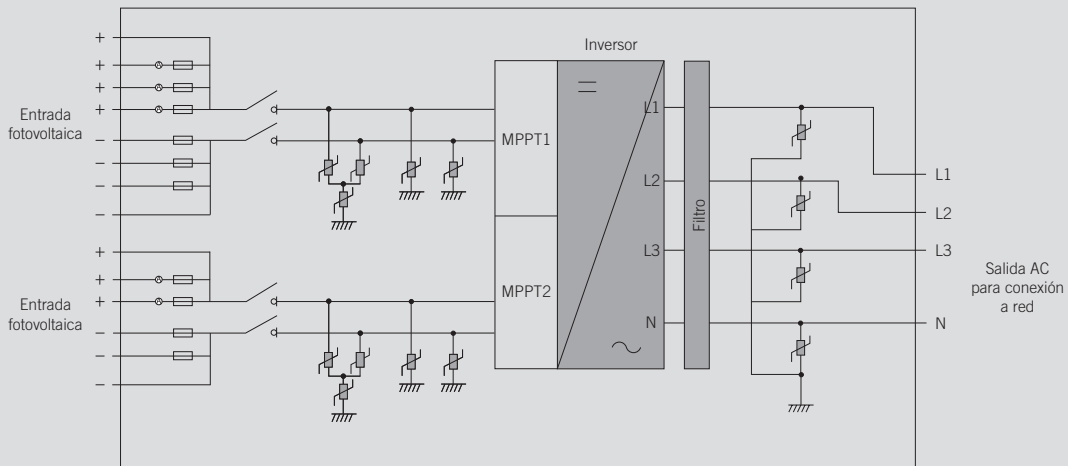 Inversor
+
+
+
+
−
−
−
−
Entrada
fotovoltaica
MPPT1
L1
L2
L3
N
Filtro
L1
L2
L3
N
+
+
+
−
−
−
Entrada
fotovoltaica
MPPT2
Salida AC
para conexión
a red